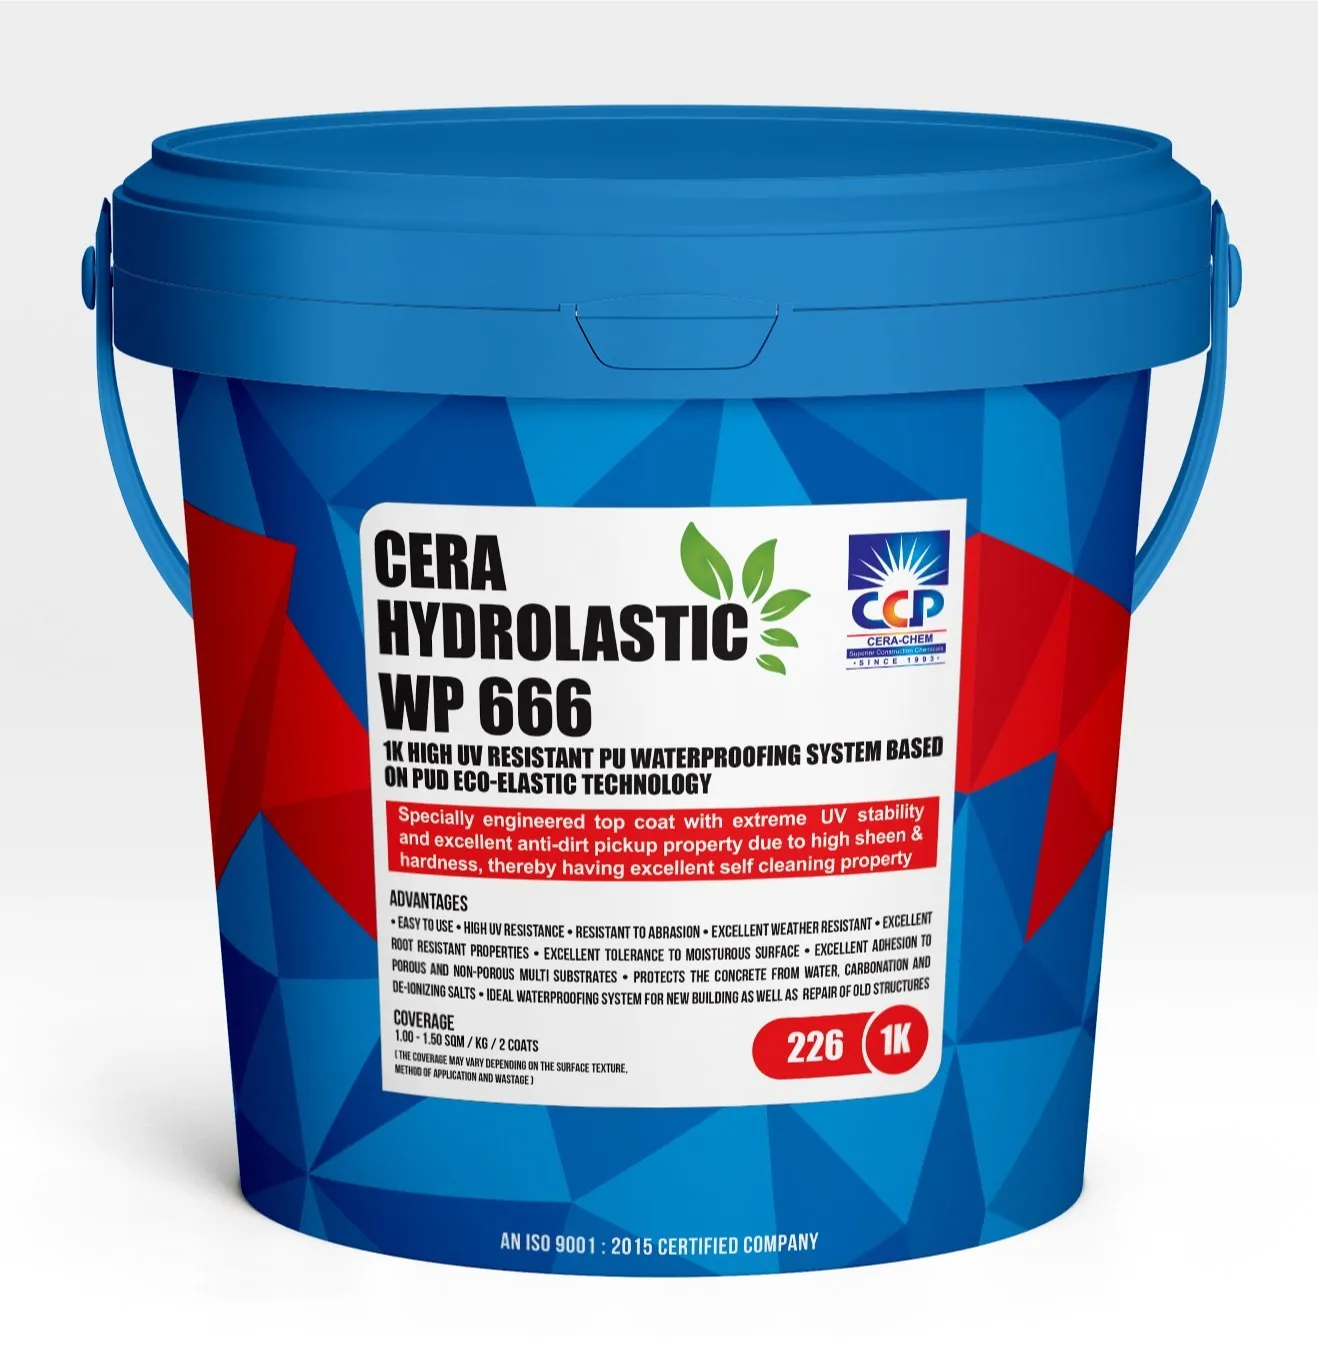 CERA
HYDROLASTIC
WP 666
CCP
CERA-CHEM
Superior Construction Chemicals
•SINCE 1993•
1K HIGH UV RESISTANT PU WATERPROOFING SYSTEM BASED
ON PUD ECO-ELASTIC TECHNOLOGY
Specially engineered top coat with extreme UV stability
and excellent anti-dirt pickup property due to high sheen &
hardness, thereby having excellent self cleaning property
ADVANTAGES
• EASY TO USE • HIGH UV RESISTANCE • RESISTANT TO ABRASION • EXCELLENT WEATHER RESISTANT • EXCELLENT
ROOT RESISTANT PROPERTIES • EXCELLENT TOLERANCE TO MOISTUROUS SURFACE • EXCELLENT ADHESION TO
POROUS AND NON-POROUS MULTI SUBSTRATES • PROTECTS THE CONCRETE FROM WATER, CARBONATION AND
DE-IONIZING SALTS • IDEAL WATERPROOFING SYSTEM FOR NEW BUILDING AS WELL AS REPAIR OF OLD STRUCTURES
COVERAGE
1.00 - 1.50 SQM / KG / 2 COATS
( THE COVERAGE MAY VARY DEPENDING ON THE SURFACE TEXTURE,
METHOD OF APPLICATION AND WASTAGE )
226 1K
AN ISO 9001 : 2015 CERTIFIED COMPANY